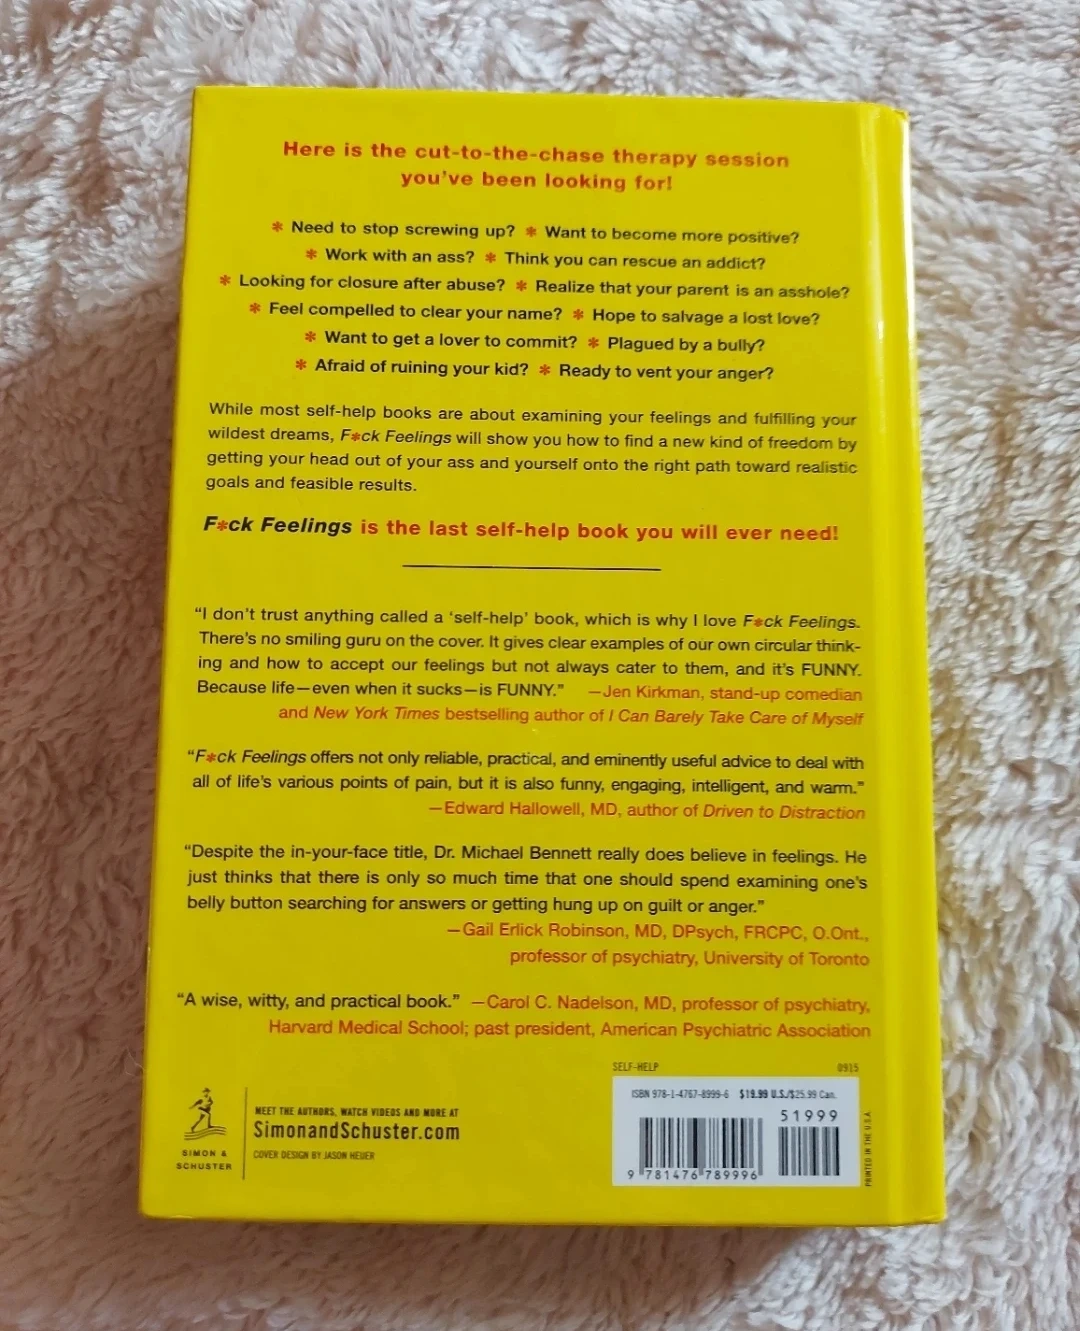 Here is the cut-to-the-chase therapy session
you've been looking for!
* Need to stop screwing up? * Want to become more positive?
* Work with an ass? * Think you can rescue an addict?
* Looking for closure after abuse? * Realize that your parent is an asshole?
* Feel compelled to clear your name? * Hope to salvage a lost love?
* Want to get a lover to commit? * Plagued by a bully?
* Afraid of ruining your kid? * Ready to vent your anger?
While most self-help books are about examining your feelings and fulfilling your
wildest dreams, F*ck Feelings will show you how to find a new kind of freedom by
getting your head out of your ass and yourself onto the right path toward realistic
goals and feasible results.
F*ck Feelings is the last self-help book you will ever need!
“I don't trust anything called a ‘self-help’ book, which is why I love F*ck Feelings.
There's no smiling guru on the cover. It gives clear examples of our own circular think-
ing and how to accept our feelings but not always cater to them, and it's FUNNY.
Because life—even when it sucks—is FUNNY.” —Jen Kirkman, stand-up comedian
and New York Times bestselling author of I Can Barely Take Care of Myself
“F*ck Feelings offers not only reliable, practical, and eminently useful advice to deal with
all of life's various points of pain, but it is also funny, engaging, intelligent, and warm.”
—Edward Hallowell, MD, author of Driven to Distraction
“Despite the in-your-face title, Dr. Michael Bennett really does believe in feelings. He
just thinks that there is only so much time that one should spend examining one's
belly button searching for answers or getting hung up on guilt or anger.”
—Gail Erlick Robinson, MD, DPsych, FRCPC, O.Ont.,
professor of psychiatry, University of Toronto
“A wise, witty, and practical book.” —Carol C. Nadelson, MD, professor of psychiatry,
Harvard Medical School; past president, American Psychiatric Association
SIMON &
SCHUSTER
MEET THE AUTHORS, WATCH VIDEOS AND MORE AT
SimonandSchuster.com
COVER DESIGN BY JASON HEUER
SELF-HELP 0915
ISBN 978-1-4767-8999-6 $19.99 U.S./$25.99 Can.
51999
9 781476 789996
PRINTED IN THE U.S.A.